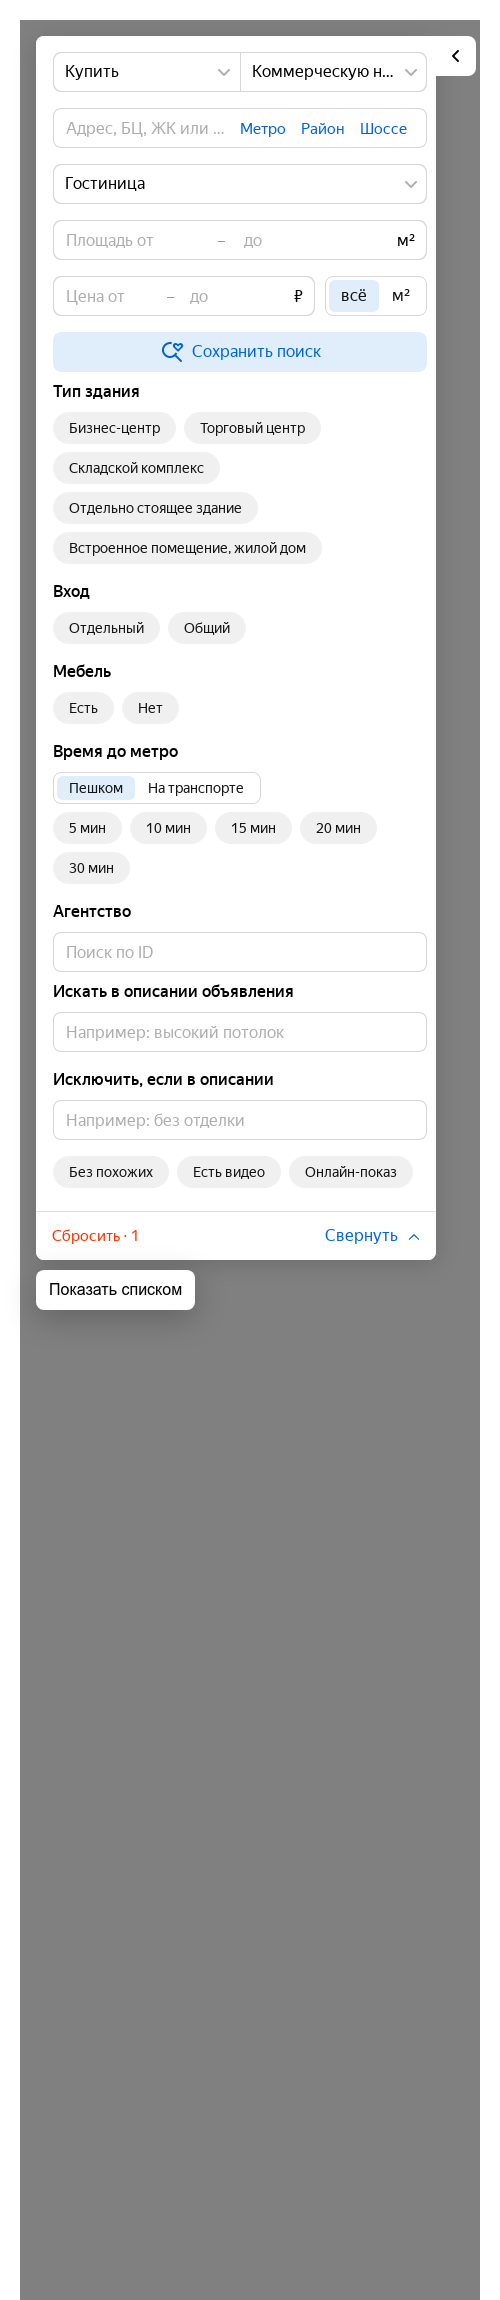 Купить Коммерческую н...
Адрес, БЦ, ЖК или ... Метро Район Шоссе
Гостиница
Площадь от – до м²
Цена от – до ₽ всё м²
Сохранить поиск
Тип здания
Бизнес-центр Торговый центр
Складской комплекс
Отдельно стоящее здание
Встроенное помещение, жилой дом
Вход
Отдельный Общий
Мебель
Есть Нет
Время до метро
Пешком На транспорте
5 мин 10 мин 15 мин 20 мин
30 мин
Агентство
Поиск по ID
Искать в описании объявления
Например: высокий потолок
Исключить, если в описании
Например: без отделки
Без похожих Есть видео Онлайн-показ
Сбросить · 1 Свернуть
Показать списком